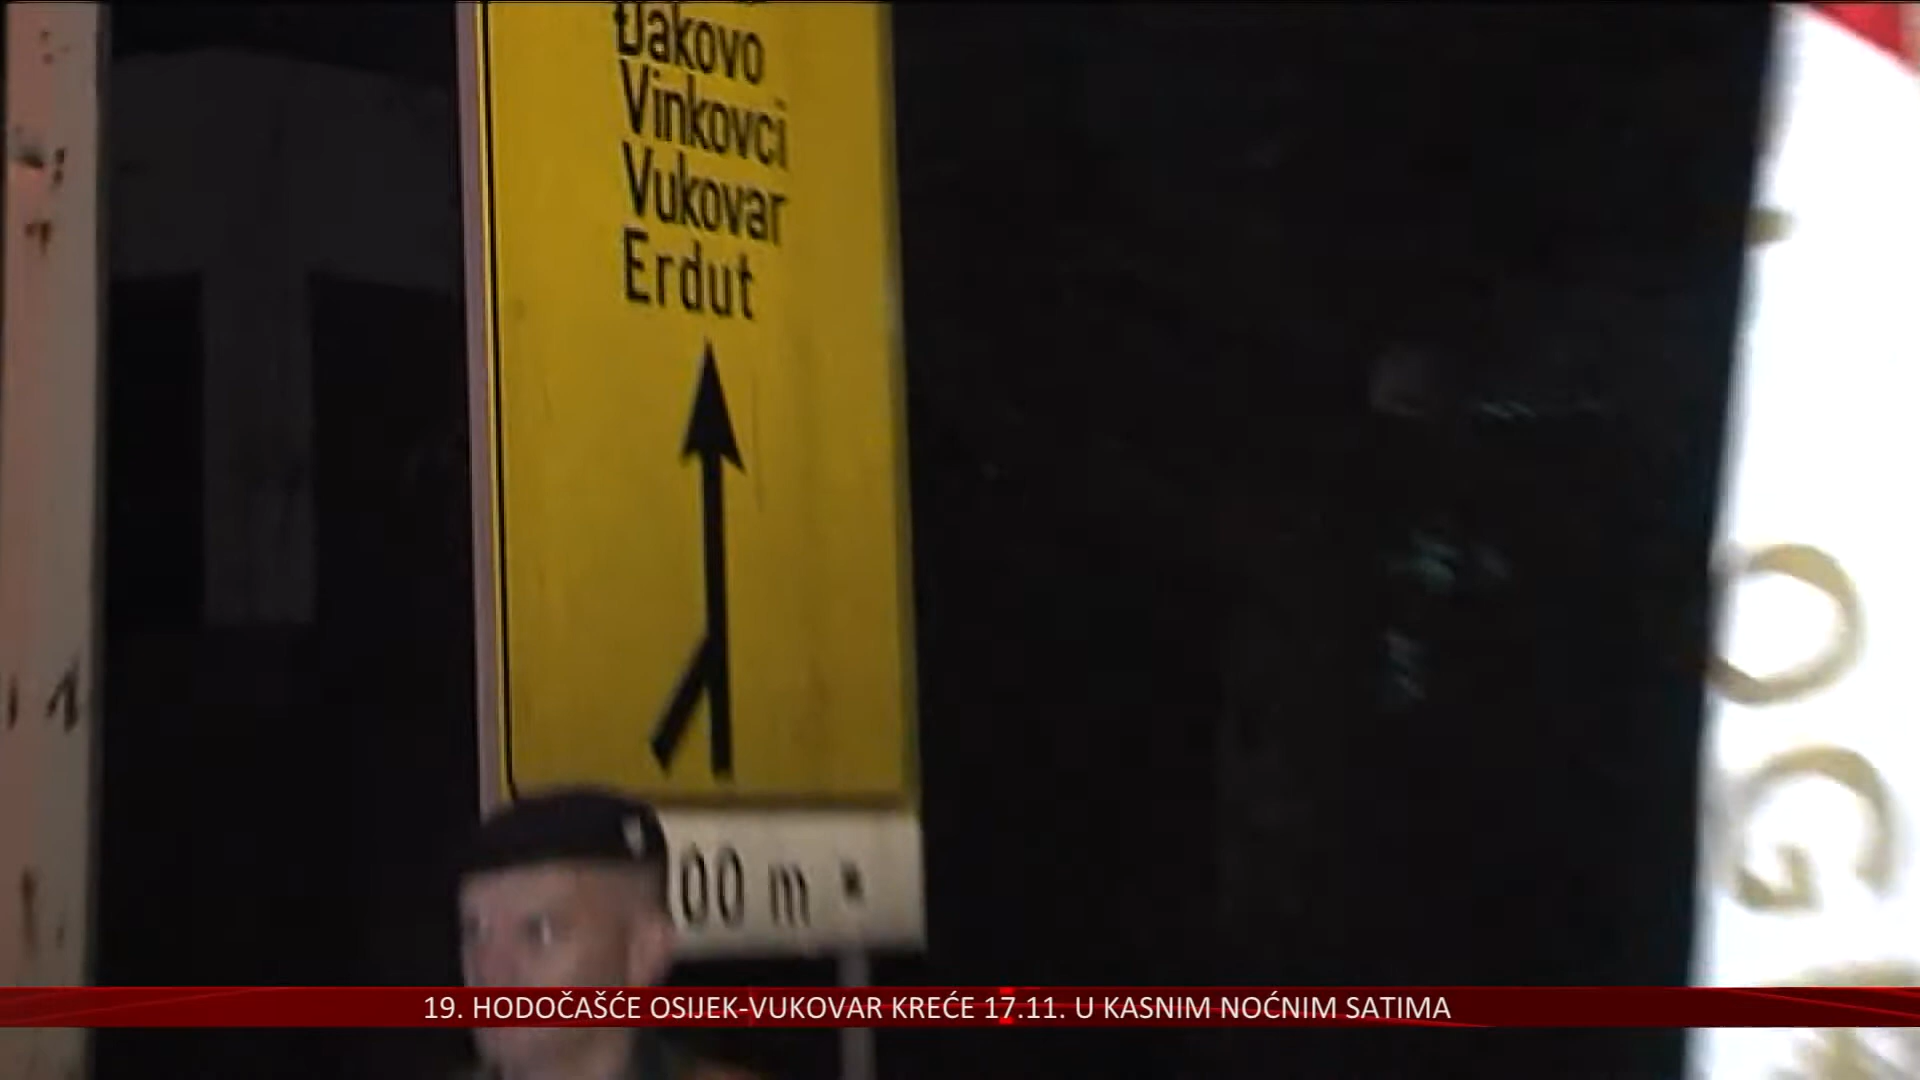 Đakovo
Vinkovci
Vukovar
Erdut
00 m
O
G
19. HODOČAŠĆE OSIJEK-VUKOVAR KREĆE 17.11. U KASNIM NOĆNIM SATIMA